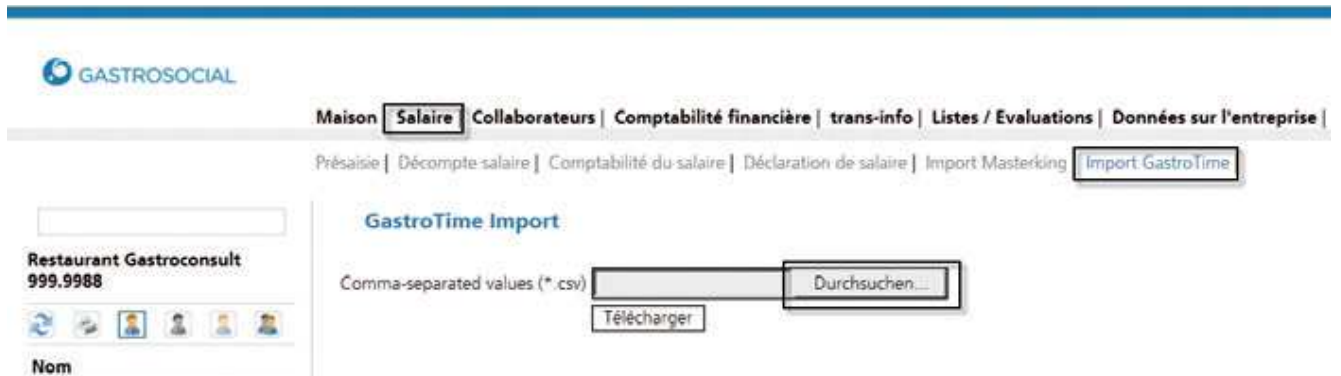 GASTROSOCIAL
Maison | Salaire | Collaborateurs | Comptabilité financière | trans-info | Listes / Evaluations | Données sur l'entreprise |
Présaisie | Décompte salaire | Comptabilité du salaire | Déclaration de salaire | Import Masterking | Import GastroTime
GastroTime Import
Restaurant Gastroconsult
999.9988
Comma-separated values (*.csv) Durchsuchen...
Télécharger
Nom